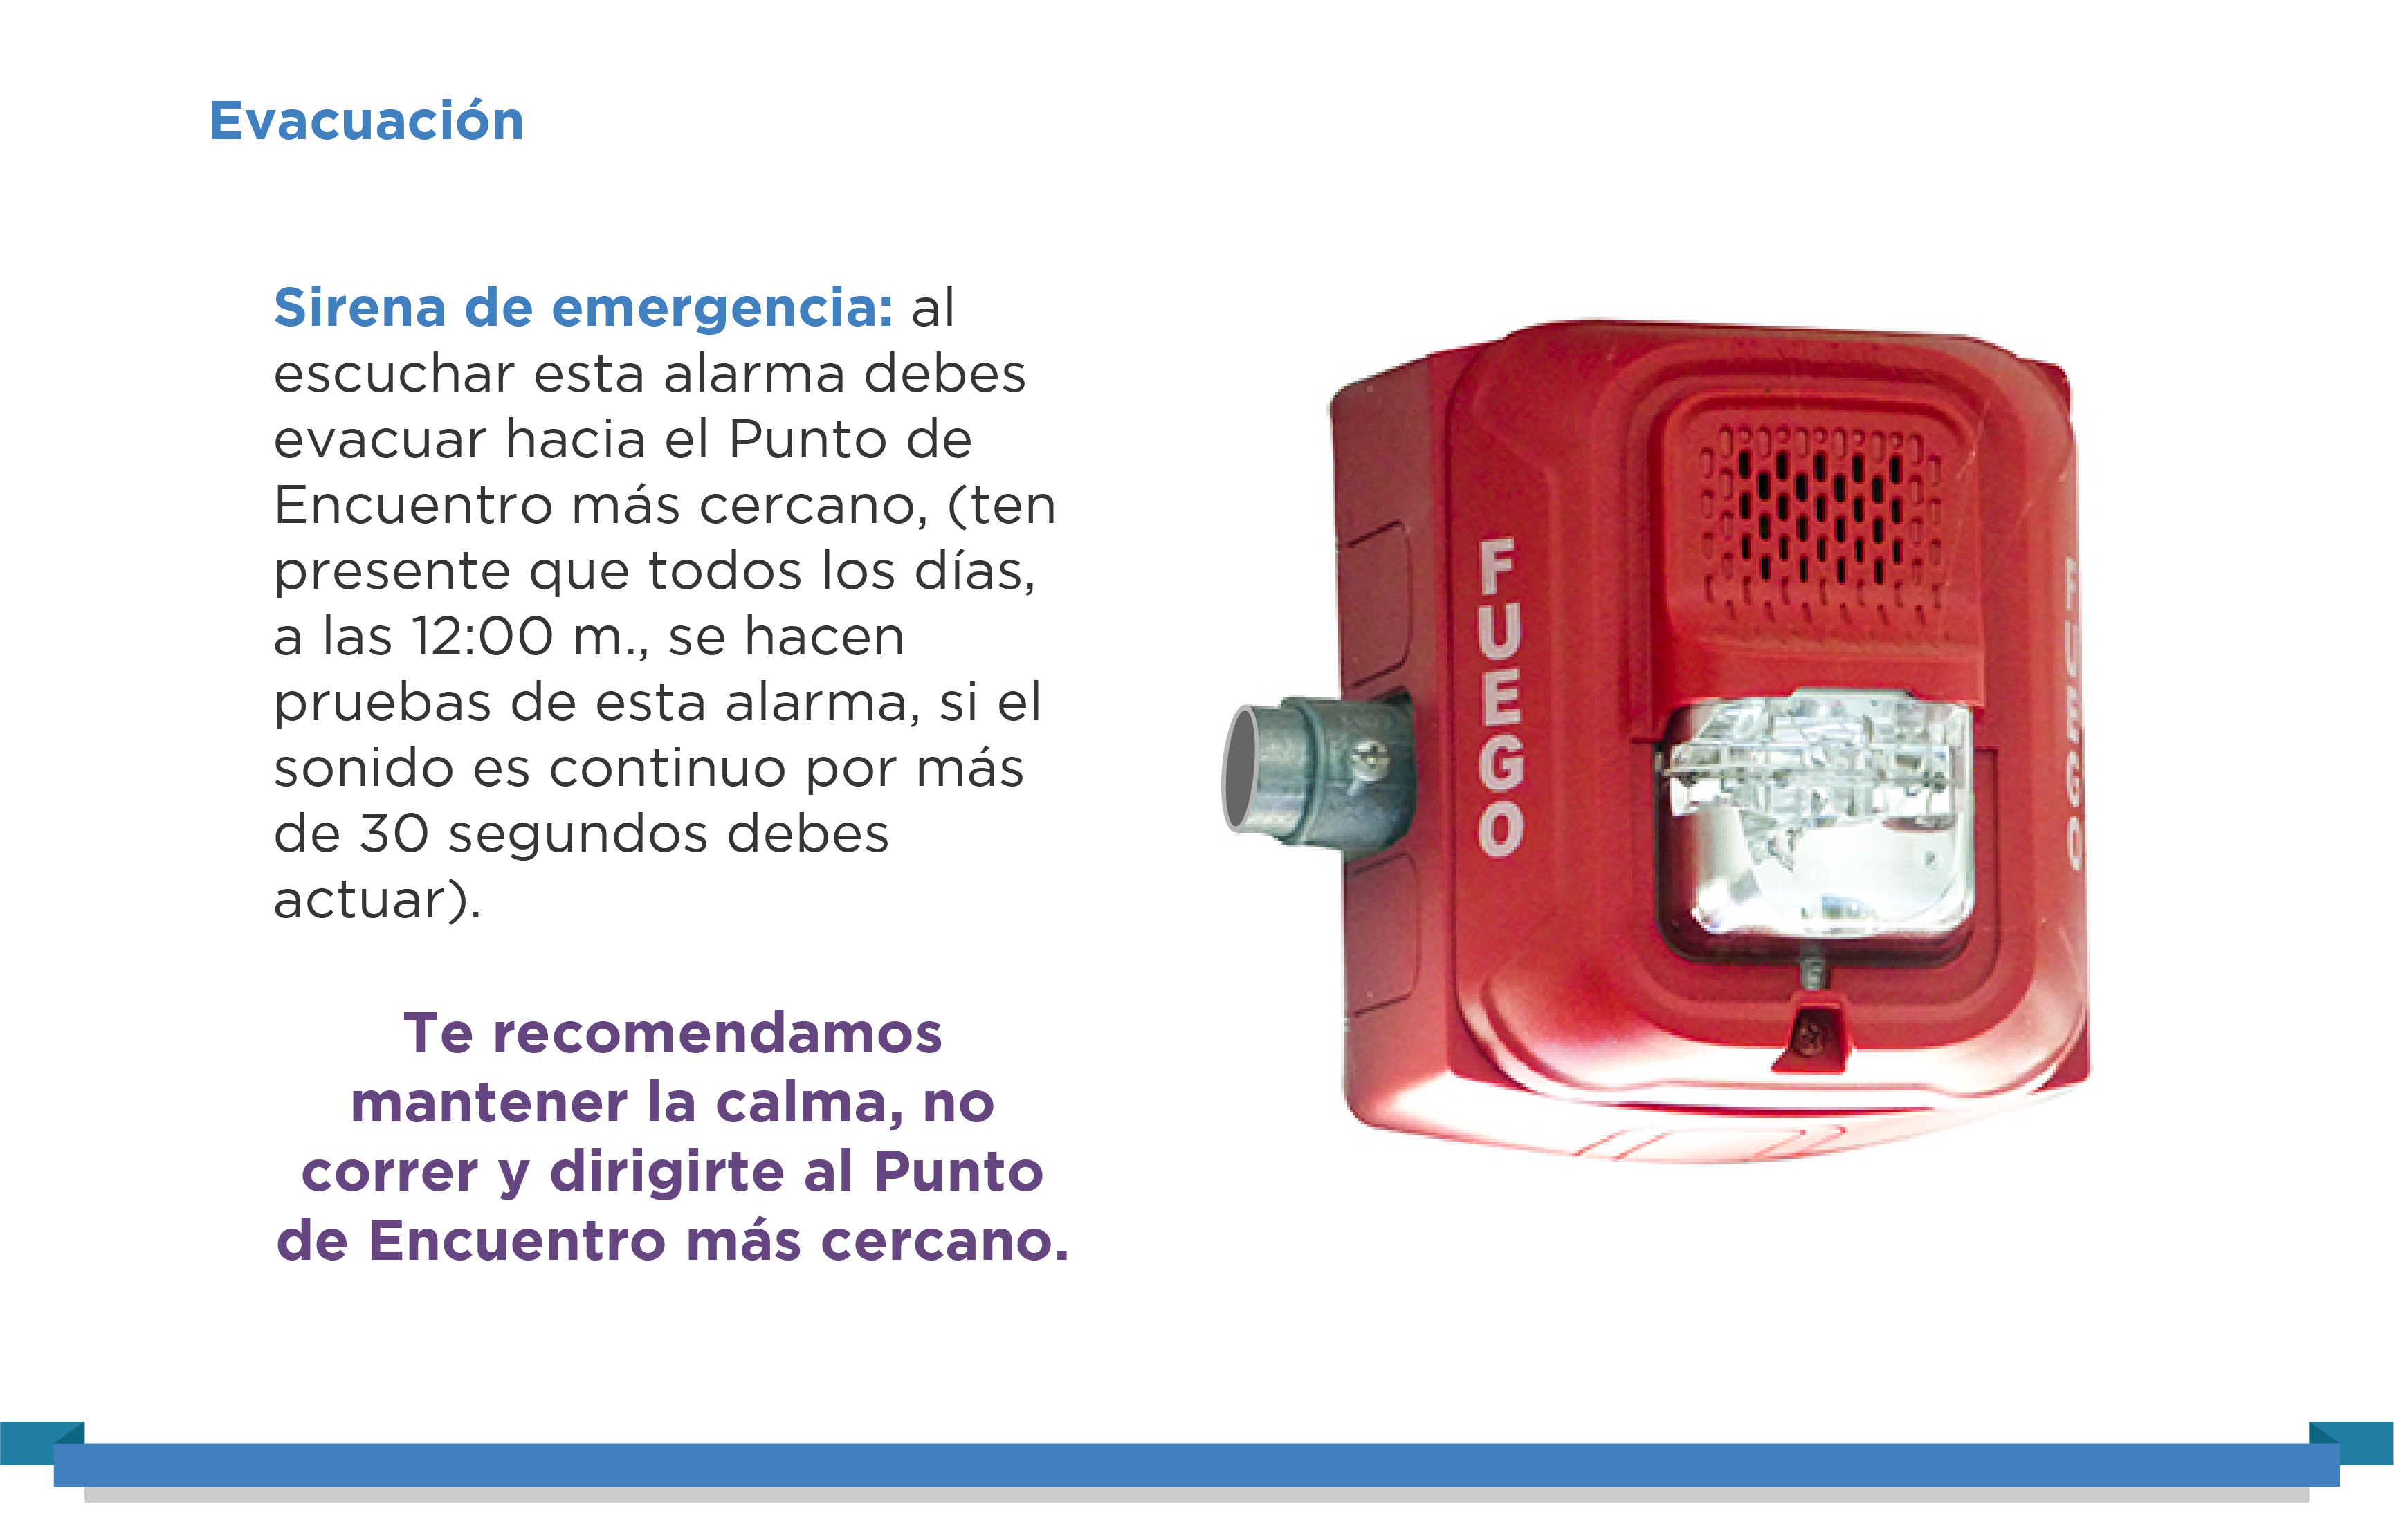 Evacuación
Sirena de emergencia: al
escuchar esta alarma debes
evacuar hacia el Punto de
Encuentro más cercano, (ten
presente que todos los días,
a las 12:00 m., se hacen
pruebas de esta alarma, si el
sonido es continuo por más
de 30 segundos debes
actuar).
Te recomendamos
mantener la calma, no
correr y dirigirte al Punto
de Encuentro más cercano.
FUEGO
FUEGO